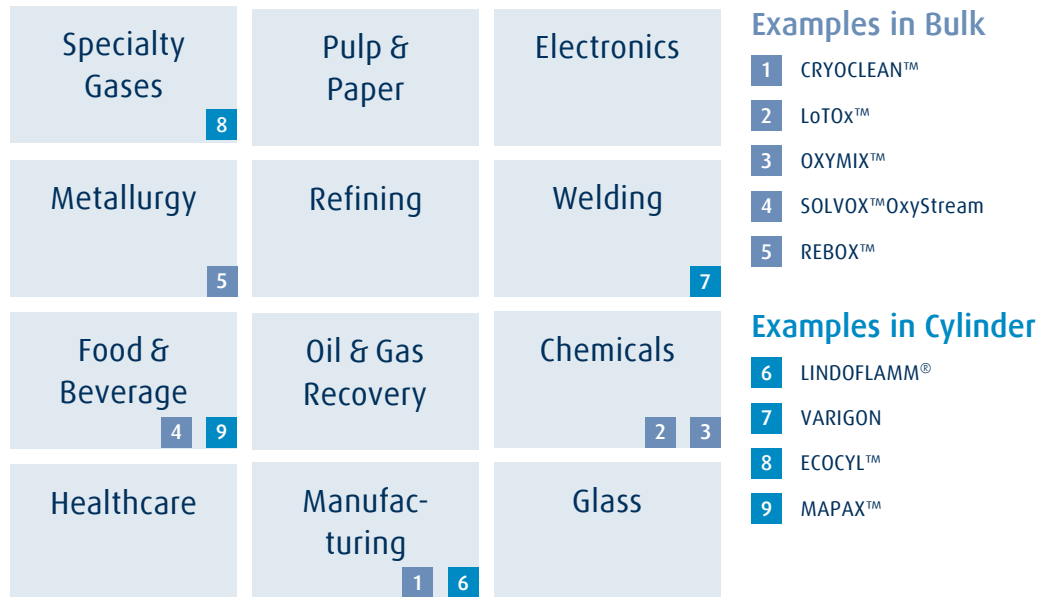 Specialty
Gases
8
Pulp &
Paper
Electronics
Metallurgy
5
Refining
Welding
7
Food &
Beverage
4 9
Oil & Gas
Recovery
Chemicals
2 3
Healthcare
Manufac-
turing
1 6
Glass
Examples in Bulk
1 CRYOCLEAN™
2 LoTOx™
3 OXYMIX™
4 SOLVOX™OxyStream
5 REBOX™
Examples in Cylinder
6 LINDOFLAMM®
7 VARIGON
8 ECOCYL™
9 MAPAX™